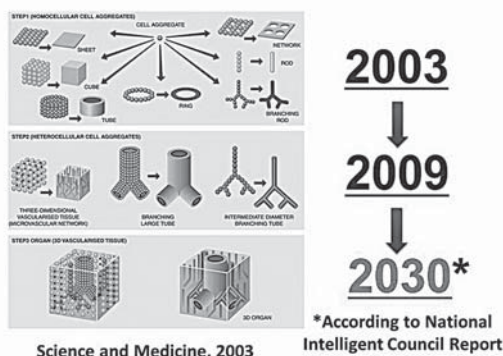 STEP1 (HOMOCELLULAR CELL AGGREGATES)
CELL AGGREGATE
SHEET
NETWORK
ROD
CUBE
RING
BRANCHING
ROD
TUBE
STEP2 (HETEROCELLULAR CELL AGGREGATES)
THREE-DIMENSIONAL
VASCULARISED TISSUE
(MICROVASCULAR NETWORK)
BRANCHING
LARGE TUBE
INTERMEDIATE DIAMETER
BRANCHING TUBE
STEP3 ORGAN (3D VASCULARISED TISSUE)
3D ORGAN
Science and Medicine, 2003
2003
2009
2030*
*According to National
Intelligent Council Report